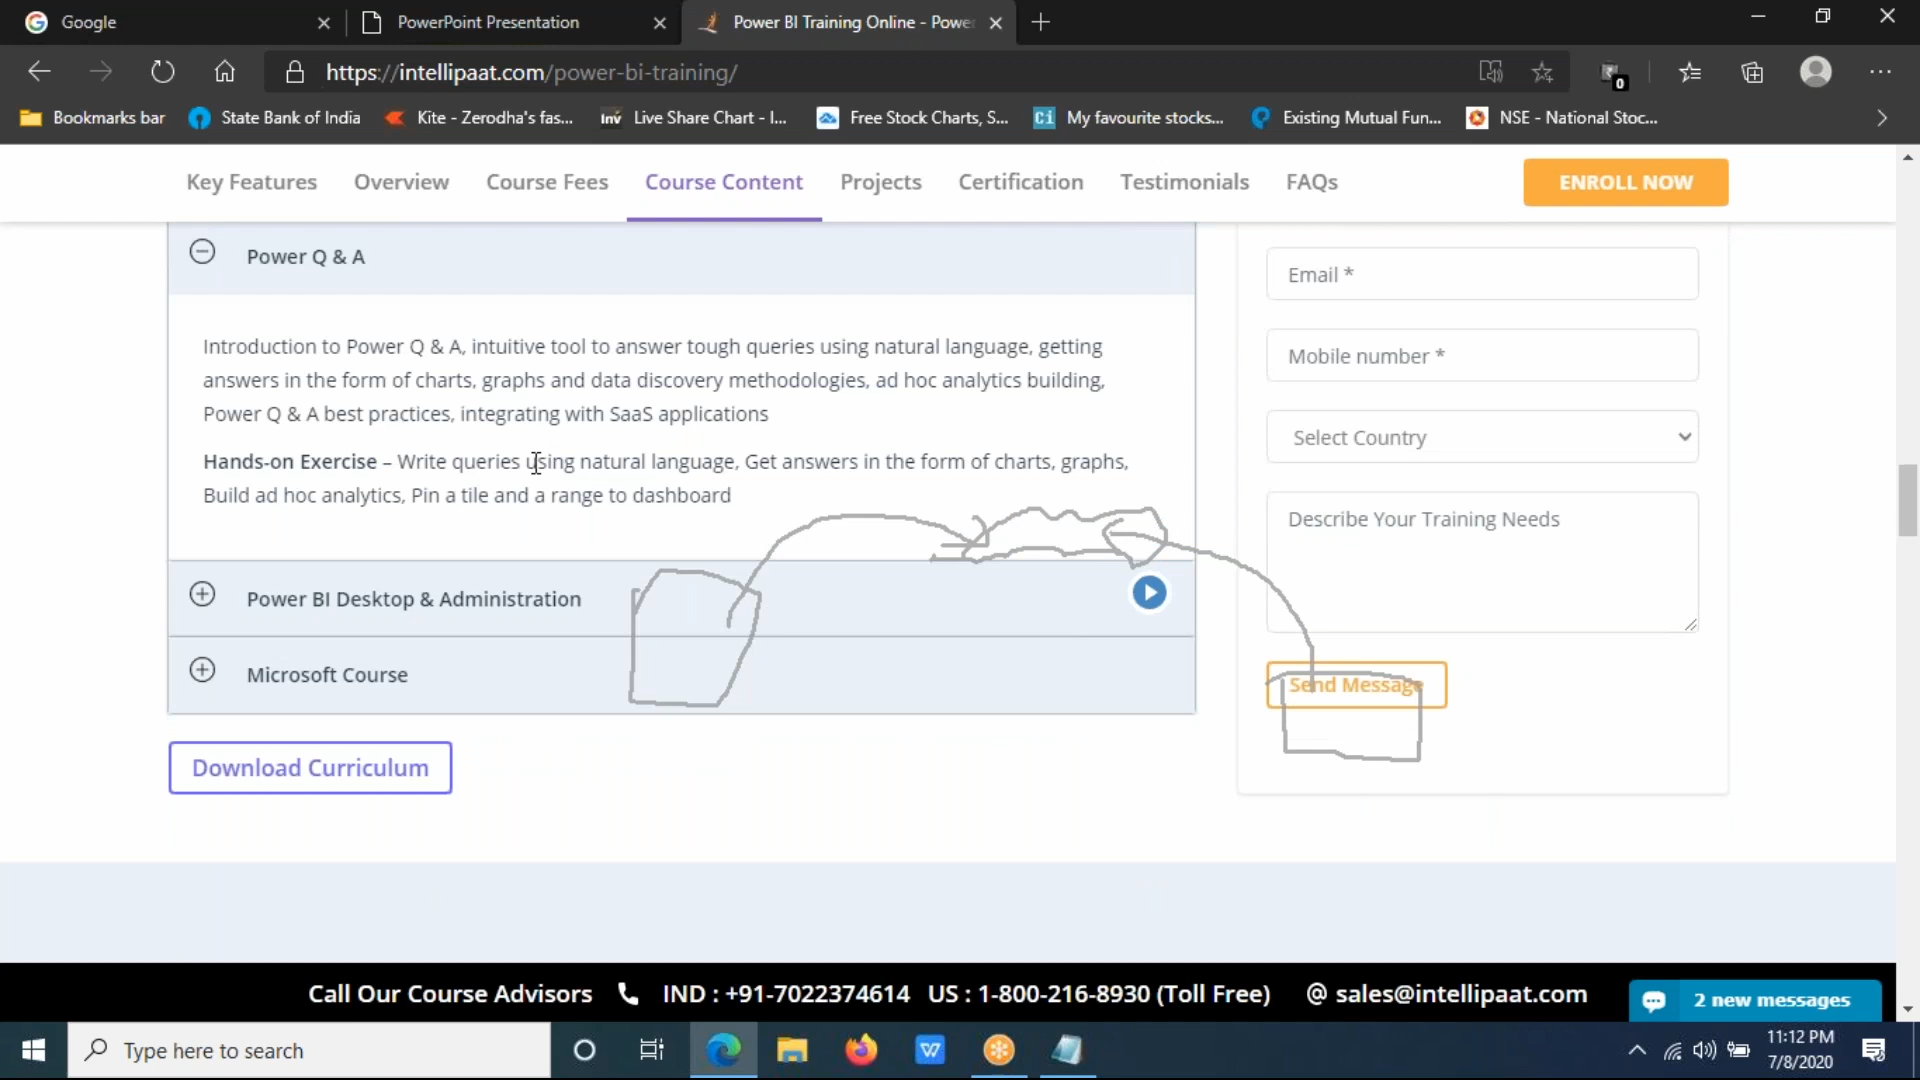 Google
PowerPoint Presentation
Power BI Training Online - Powe
https://intellipaat.com/power-bi-training/
0
Bookmarks bar
State Bank of India
Kite - Zerodha's fas...
Inv Live Share Chart - I...
Free Stock Charts, S...
Ci My favourite stocks...
Existing Mutual Fun...
NSE - National Stoc...
Key Features
Overview
Course Fees
Course Content
Projects
Certification
Testimonials
FAQs
ENROLL NOW
Power Q & A
Introduction to Power Q & A, intuitive tool to answer tough queries using natural language, getting
answers in the form of charts, graphs and data discovery methodologies, ad hoc analytics building,
Power Q & A best practices, integrating with SaaS applications
Hands-on Exercise – Write queries using natural language, Get answers in the form of charts, graphs,
Build ad hoc analytics, Pin a tile and a range to dashboard
Power BI Desktop & Administration
Microsoft Course
Download Curriculum
Email *
Mobile number *
Select Country
Describe Your Training Needs
Send Message
Call Our Course Advisors IND : +91-7022374614 US : 1-800-216-8930 (Toll Free) @ sales@intellipaat.com
2 new messages
Type here to search
11:12 PM
7/8/2020